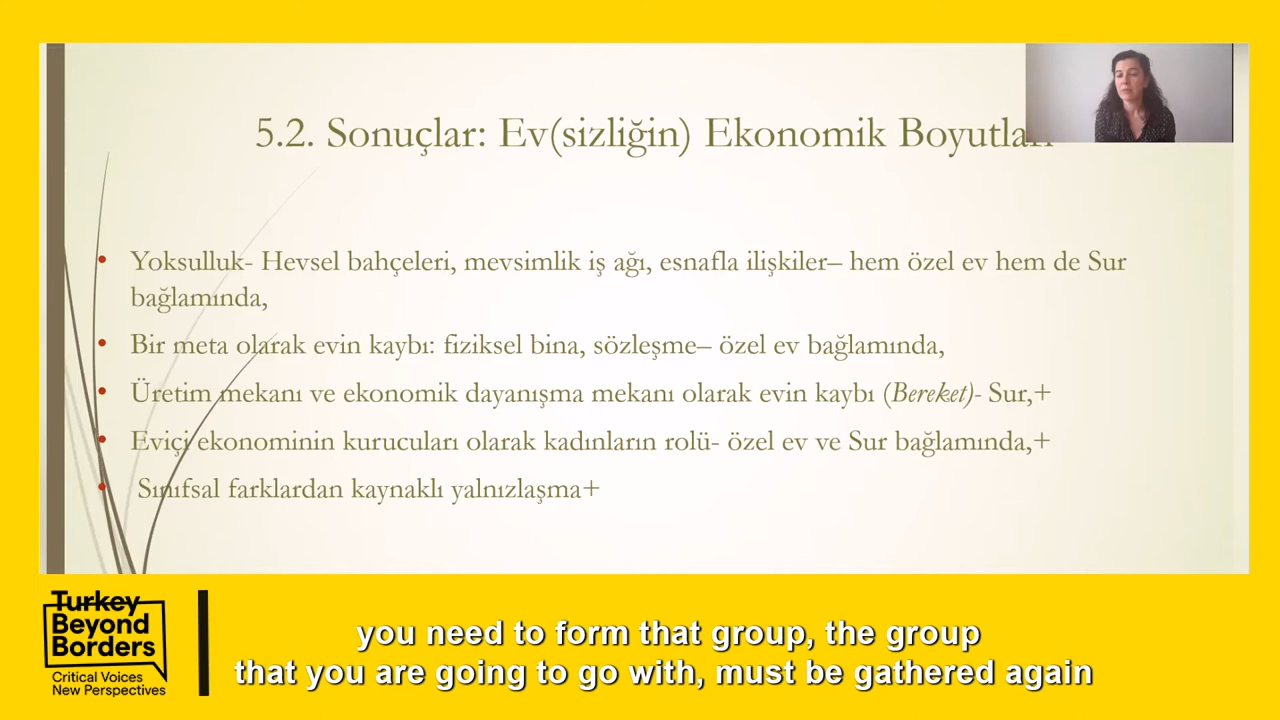 5.2. Sonuçlar: Ev(sizliğin) Ekonomik Boyutları
Yoksulluk- Hevsel bahçeleri, mevsimlik iş ağı, esnafla ilişkiler– hem özel ev hem de Sur
bağlamında,
Bir meta olarak evin kaybı: fiziksel bina, sözleşme– özel ev bağlamında,
Üretim mekanı ve ekonomik dayanışma mekanı olarak evin kaybı (Bereket)- Sur,+
Eviçi ekonominin kurucuları olarak kadınların rolü- özel ev ve Sur bağlamında,+
Sınıfsal farklardan kaynaklı yalnızlaşma+
Turkey
Beyond
Borders
Critical Voices
New Perspectives
you need to form that group, the group
that you are going to go with, must be gathered again